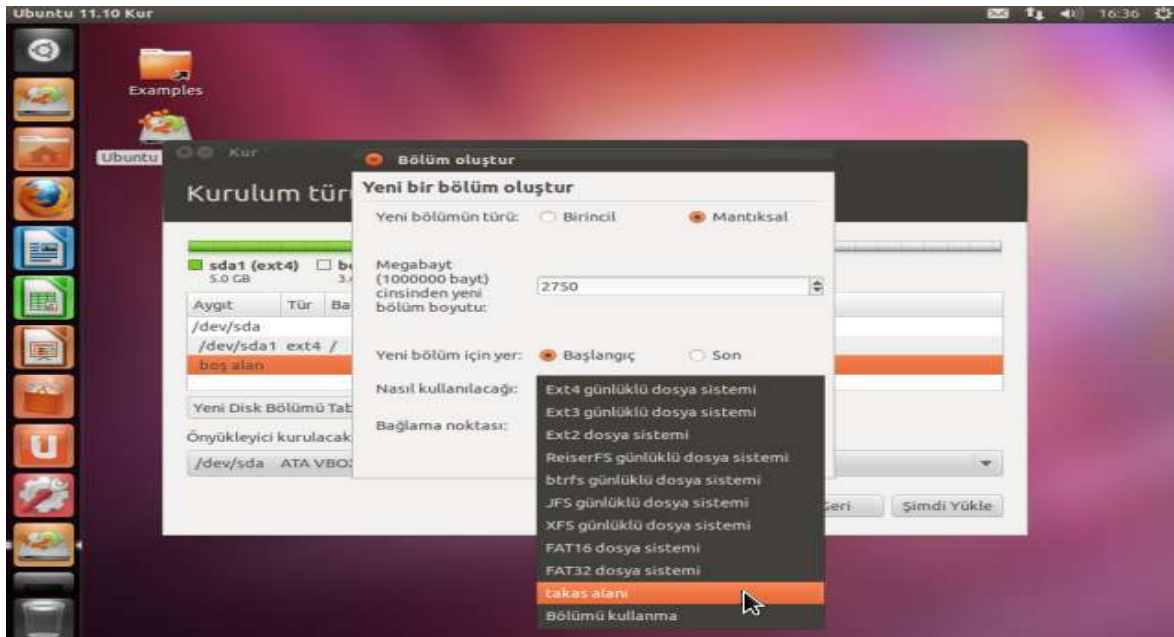 Ubuntu 11.10 Kur
16:36
Examples
Ubuntu
Kur
Bölüm oluştur
Kurulum tür
Yeni bir bölüm oluştur
Yeni bölümün türü:
Birincil
Mantıksal
sda1 (ext4)
5.0 GB
Megabayt
(1000000 bayt)
cinsinden yeni
bölüm boyutu:
2750
Aygıt Tür Ba
/dev/sda
/dev/sda1 ext4 /
boş alan
Yeni bölüm için yer:
Başlangıç
Son
Nasıl kullanılacağı:
Bağlama noktası:
Ext4 günlüklü dosya sistemi
Ext3 günlüklü dosya sistemi
Ext2 dosya sistemi
ReiserFS günlüklü dosya sistemi
btrfs günlüklü dosya sistemi
JFS günlüklü dosya sistemi
XFS günlüklü dosya sistemi
FAT16 dosya sistemi
FAT32 dosya sistemi
takas alanı
Bölümü kullanma
Yeni Disk Bölümü Tab
Önyükleyici kurulacak
/dev/sda ATA VBO
Geri
Şimdi Yükle